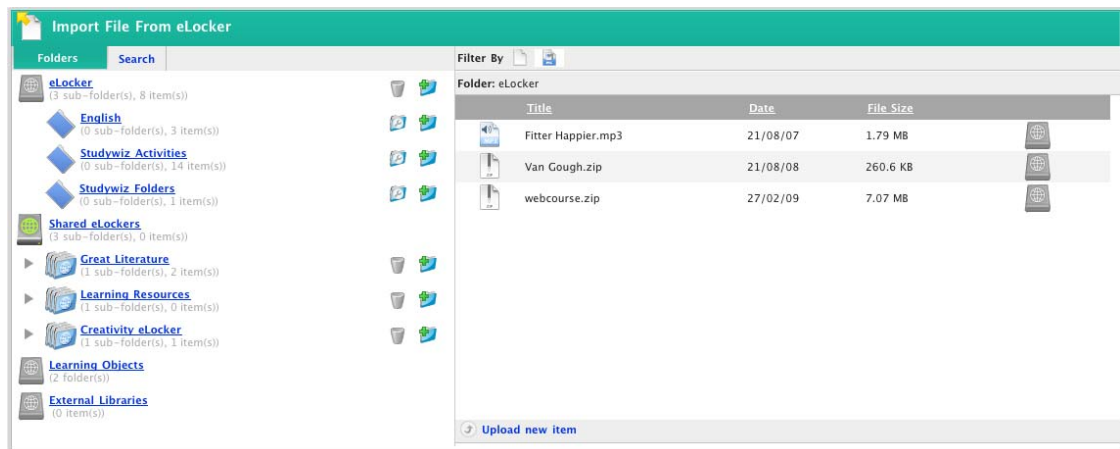 Import File From eLocker
Folders Search
eLocker
(3 sub-folder(s), 8 item(s))
English
(0 sub-folder(s), 3 item(s))
Studywiz Activities
(0 sub-folder(s), 14 item(s))
Studywiz Folders
(0 sub-folder(s), 1 item(s))
Shared eLockers
(3 sub-folder(s), 0 item(s))
Great Literature
(1 sub-folder(s), 2 item(s))
Learning Resources
(1 sub-folder(s), 0 item(s))
Creativity eLocker
(1 sub-folder(s), 1 item(s))
Learning Objects
(2 folder(s))
External Libraries
(0 item(s))
Filter By
Folder: eLocker
Title Date File Size
Fitter Happier.mp3 21/08/07 1.79 MB
Van Gough.zip 21/08/08 260.6 KB
webcourse.zip 27/02/09 7.07 MB
Upload new item